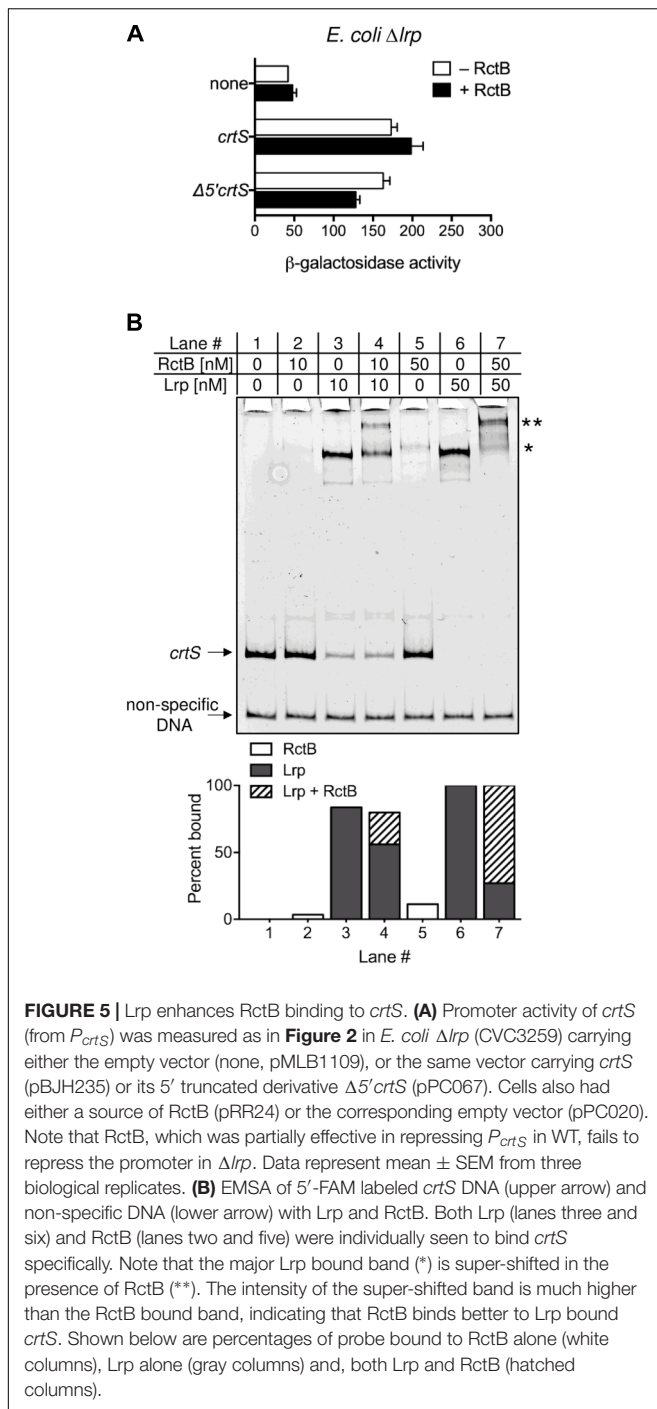 A
E. coli Δlrp
– RctB
+ RctB
none
crtS
Δ5'crtS
0 50 100 150 200 250 300
β-galactosidase activity
B
Lane # 1 2 3 4 5 6 7
RctB [nM] 0 10 0 10 50 0 50
Lrp [nM] 0 0 10 10 0 50 50
**
*
crtS
non-specific
DNA
RctB
Lrp
Lrp + RctB
100
50
0
Percent bound
1 2 3 4 5 6 7
Lane #
FIGURE 5 | Lrp enhances RctB binding to crtS. (A) Promoter activity of crtS
(from PcrtS) was measured as in Figure 2 in E. coli Δlrp (CVC3259) carrying
either the empty vector (none, pMLB1109), or the same vector carrying crtS
(pBJH235) or its 5′ truncated derivative Δ5′crtS (pPC067). Cells also had
either a source of RctB (pRR24) or the corresponding empty vector (pPC020).
Note that RctB, which was partially effective in repressing PcrtS in WT, fails to
repress the promoter in Δlrp. Data represent mean ± SEM from three
biological replicates. (B) EMSA of 5′-FAM labeled crtS DNA (upper arrow) and
non-specific DNA (lower arrow) with Lrp and RctB. Both Lrp (lanes three and
six) and RctB (lanes two and five) were individually seen to bind crtS
specifically. Note that the major Lrp bound band (*) is super-shifted in the
presence of RctB (**). The intensity of the super-shifted band is much higher
than the RctB bound band, indicating that RctB binds better to Lrp bound
crtS. Shown below are percentages of probe bound to RctB alone (white
columns), Lrp alone (gray columns) and, both Lrp and RctB (hatched
columns).